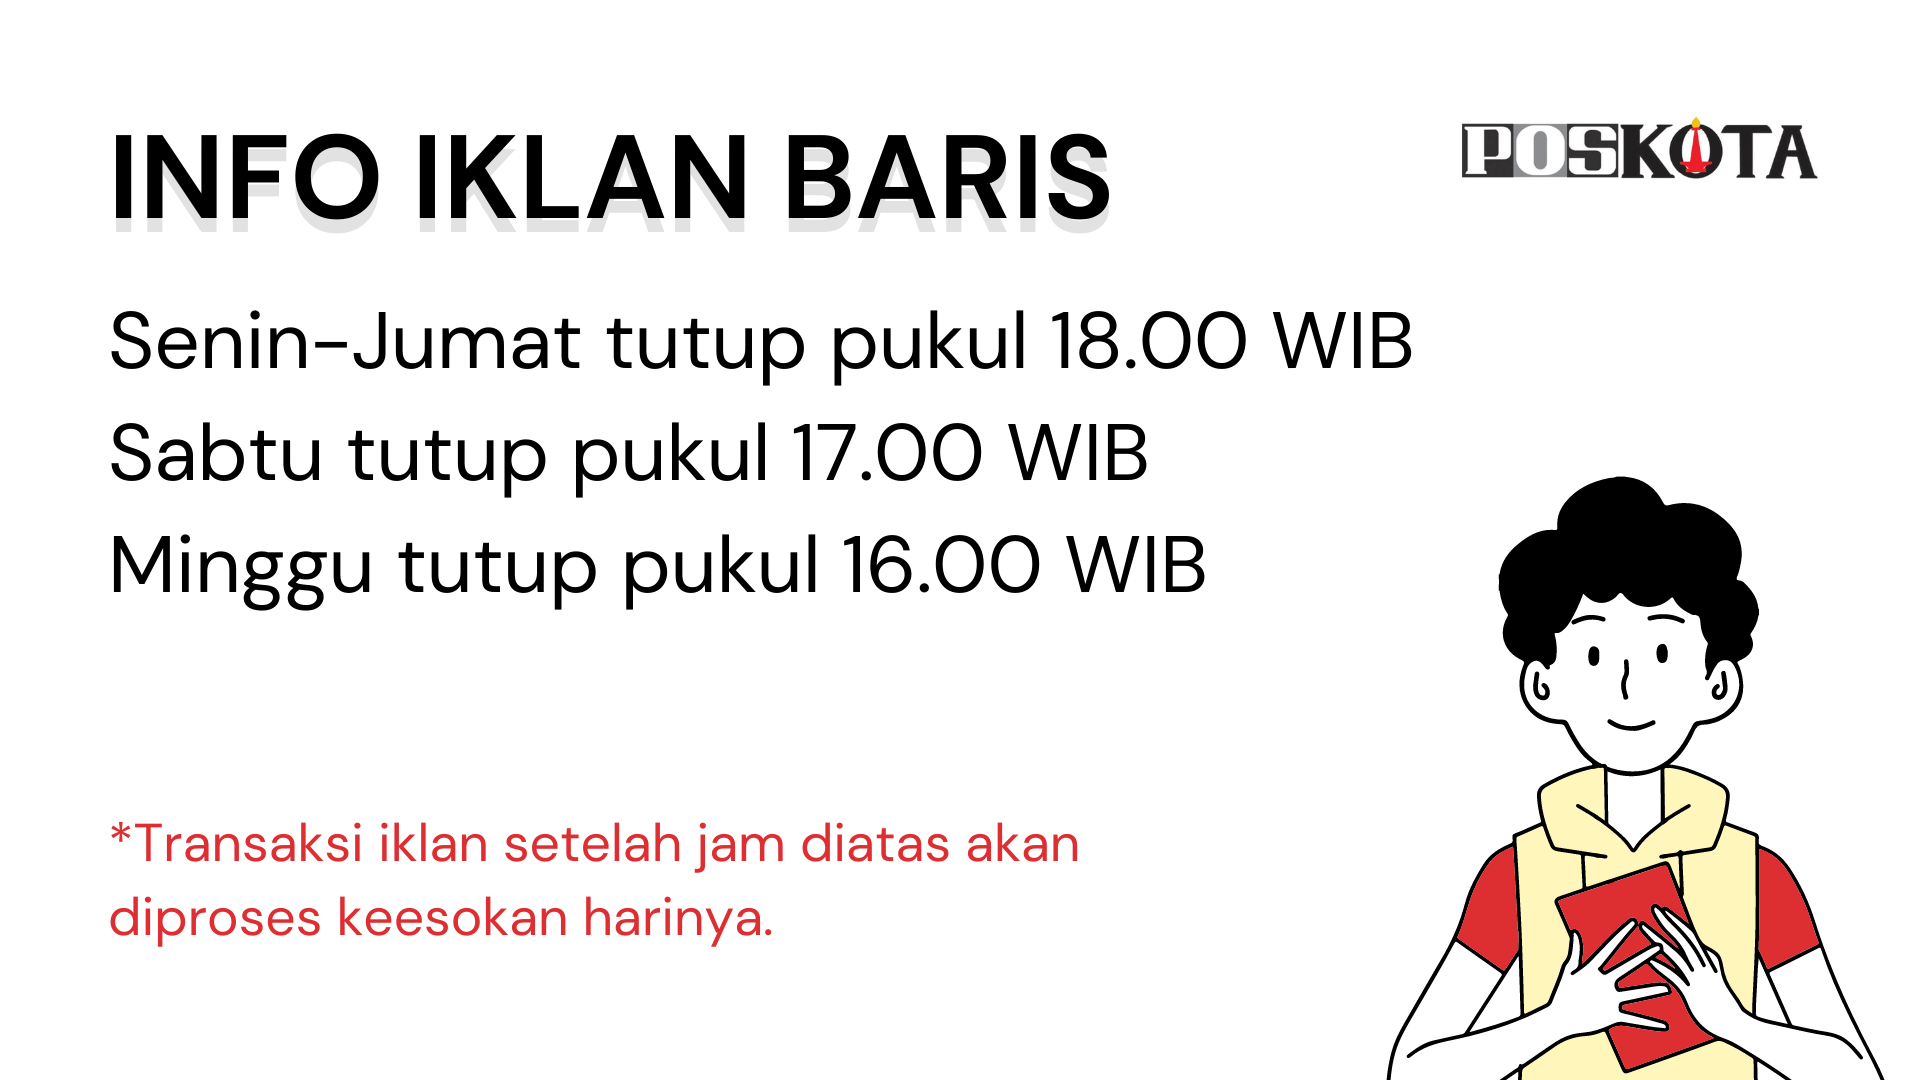 INFO IKLAN BARIS
POSKOTA
Senin-Jumat tutup pukul 18.00 WIB
Sabtu tutup pukul 17.00 WIB
Minggu tutup pukul 16.00 WIB
*Transaksi iklan setelah jam diatas akan
diproses keesokan harinya.